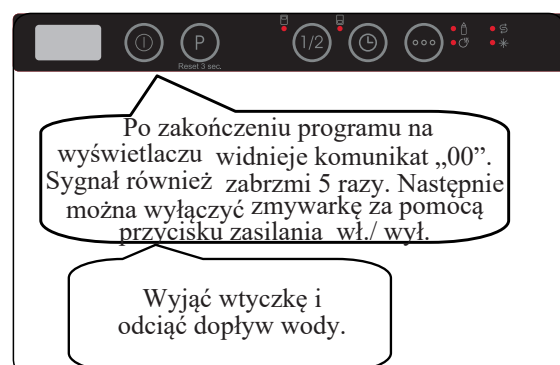 P
1/2
Reset 3 sec.
Po zakończeniu programu na
wyświetlaczu widnieje komunikat „00”.
Sygnał również zabrzmi 5 razy. Następnie
można wyłączyć zmywarkę za pomocą
przycisku zasilania wł./ wył.
Wyjąć wtyczkę i
odciąć dopływ wody.